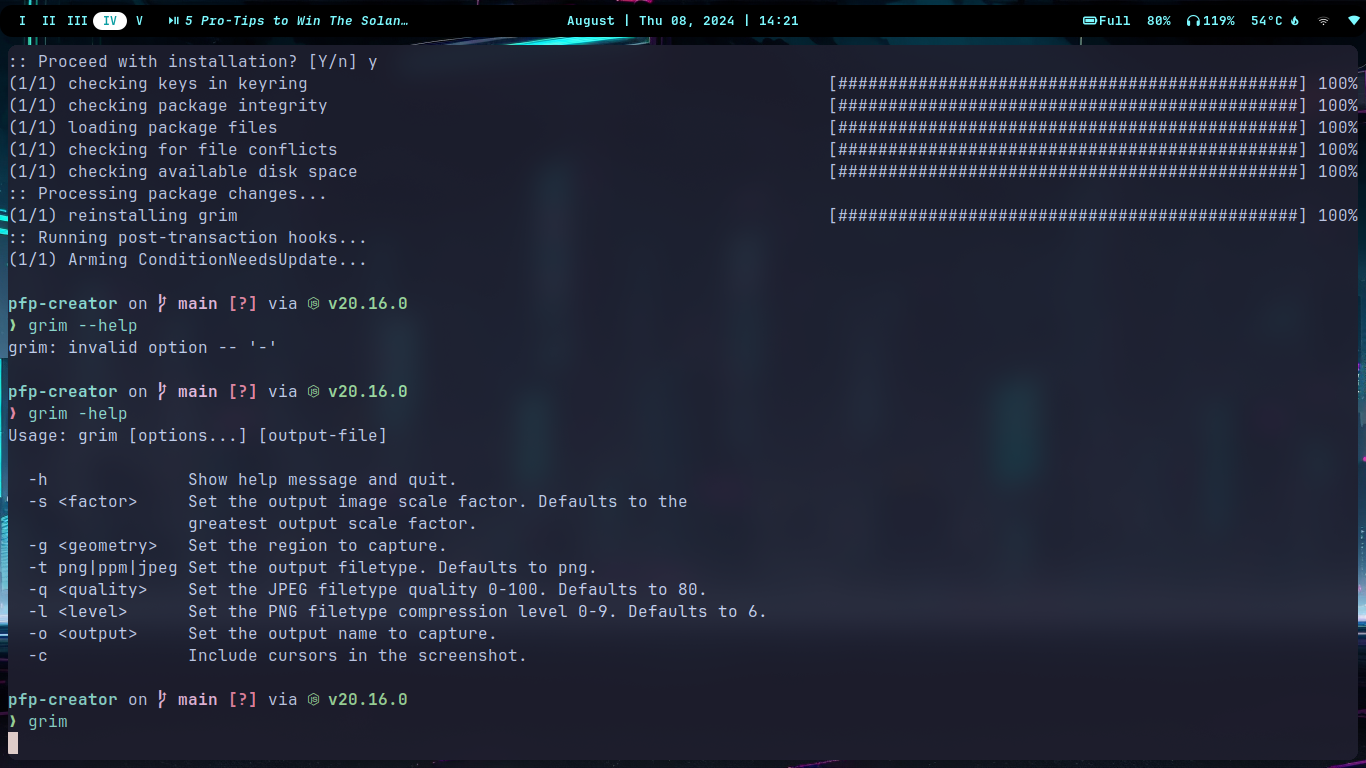 I II III IV V 5 Pro-Tips to Win The Solan… August | Thu 08, 2024 | 14:21 Full 80% 119% 54°C
:: Proceed with installation? [Y/n] y
(1/1) checking keys in keyring [##############################################] 100%
(1/1) checking package integrity [##############################################] 100%
(1/1) loading package files [##############################################] 100%
(1/1) checking for file conflicts [##############################################] 100%
(1/1) checking available disk space [##############################################] 100%
:: Processing package changes...
(1/1) reinstalling grim [##############################################] 100%
:: Running post-transaction hooks...
(1/1) Arming ConditionNeedsUpdate...
pfp-creator on main [?] via v20.16.0
❯ grim --help
grim: invalid option -- '-'
pfp-creator on main [?] via v20.16.0
❯ grim -help
Usage: grim [options...] [output-file]
-h Show help message and quit.
-s <factor> Set the output image scale factor. Defaults to the
greatest output scale factor.
-g <geometry> Set the region to capture.
-t png|ppm|jpeg Set the output filetype. Defaults to png.
-q <quality> Set the JPEG filetype quality 0-100. Defaults to 80.
-l <level> Set the PNG filetype compression level 0-9. Defaults to 6.
-o <output> Set the output name to capture.
-c Include cursors in the screenshot.
pfp-creator on main [?] via v20.16.0
❯ grim